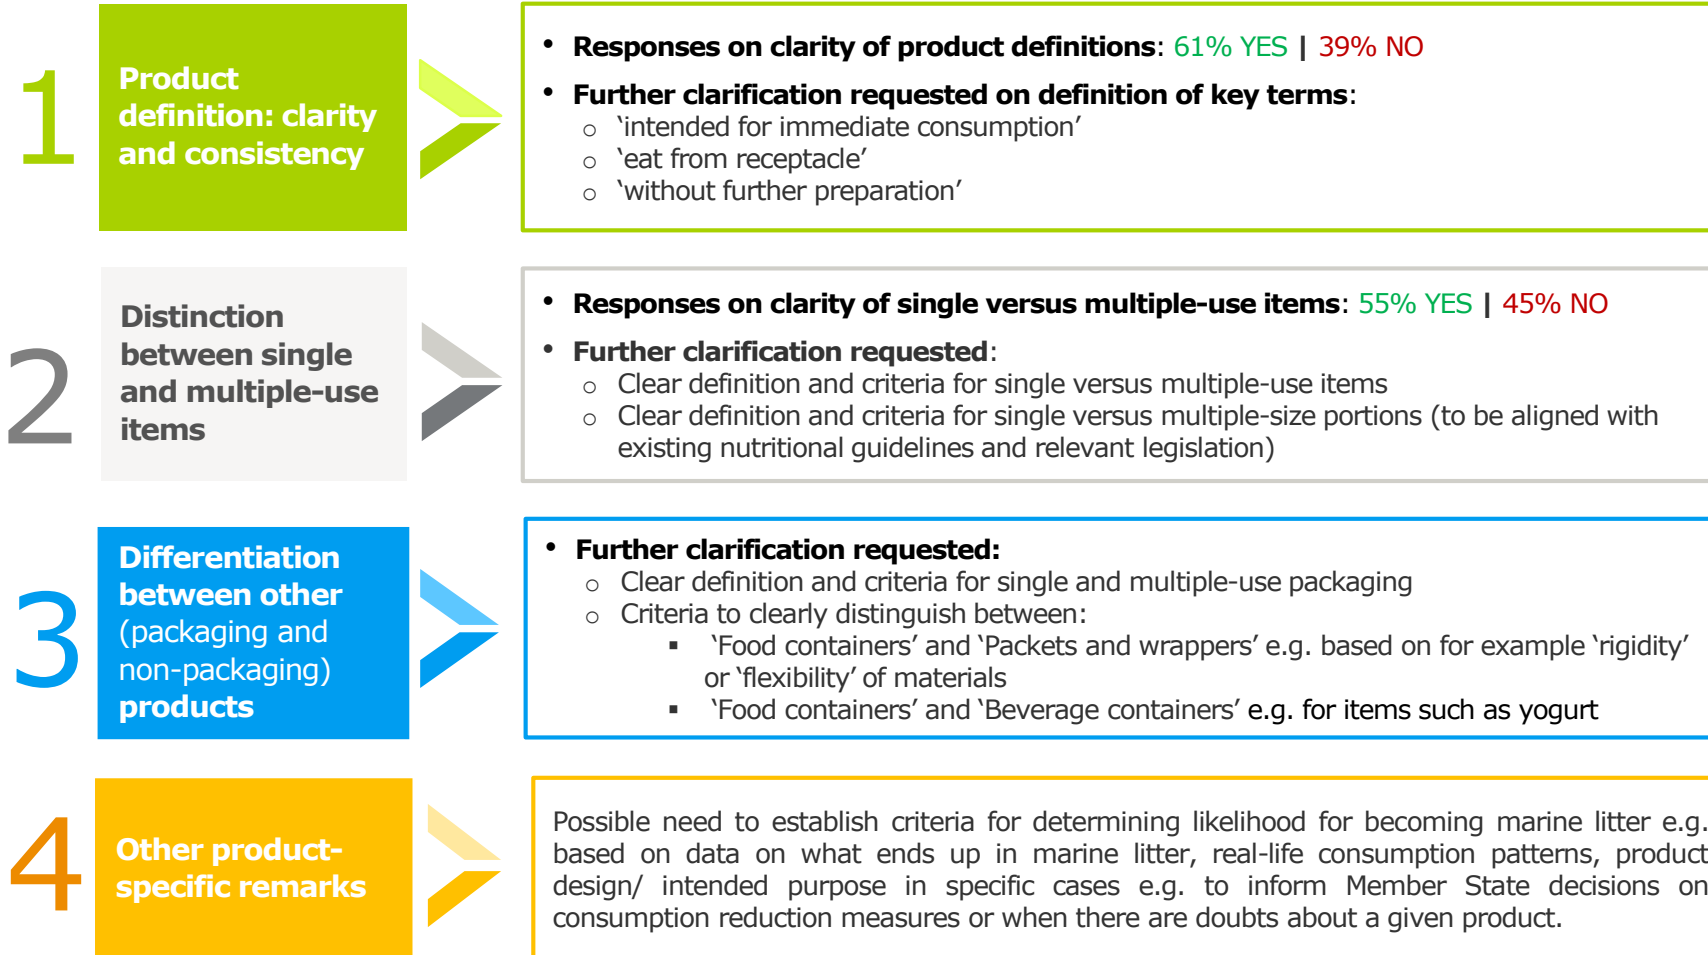 1
Product
definition: clarity
and consistency
• Responses on clarity of product definitions: 61% YES | 39% NO
• Further clarification requested on definition of key terms:
o ‘intended for immediate consumption’
o ‘eat from receptacle’
o ‘without further preparation’
2
Distinction
between single
and multiple-use
items
• Responses on clarity of single versus multiple-use items: 55% YES | 45% NO
• Further clarification requested:
o Clear definition and criteria for single versus multiple-use items
o Clear definition and criteria for single versus multiple-size portions (to be aligned with
existing nutritional guidelines and relevant legislation)
3
Differentiation
between other
(packaging and
non-packaging)
products
• Further clarification requested:
o Clear definition and criteria for single and multiple-use packaging
o Criteria to clearly distinguish between:
▪ ‘Food containers’ and ‘Packets and wrappers’ e.g. based on for example ‘rigidity’
or ‘flexibility’ of materials
▪ ‘Food containers’ and ‘Beverage containers’ e.g. for items such as yogurt
4
Other product-
specific remarks
Possible need to establish criteria for determining likelihood for becoming marine litter e.g.
based on data on what ends up in marine litter, real-life consumption patterns, product
design/ intended purpose in specific cases e.g. to inform Member State decisions on
consumption reduction measures or when there are doubts about a given product.